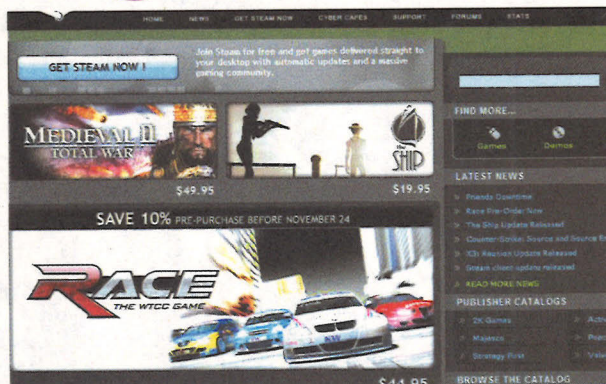 HOME NEWS GET STEAM NOW CYBER CAFES SUPPORT FORUMS STATS
GET STEAM NOW !
Join Steam for free and get games delivered straight to
your desktop with automatic updates and a massive
gaming community.
MEDIEVAL II
TOTAL WAR
$49.95
the
SHIP
$19.95
SAVE 10% PRE-PURCHASE BEFORE NOVEMBER 24
RACE
THE WTCC GAME
$44.95
FIND MORE...
Games Demos
LATEST NEWS
Friends Downtime
Race Pre-Order Now
The Ship Update Released
Counter-Strike: Source and Source
X3: Reunion Update Released
Steam client update released
READ MORE NEWS
PUBLISHER CATALOGS
2K Games
Majesco
Strategy First
BROWSE THE CATALOG